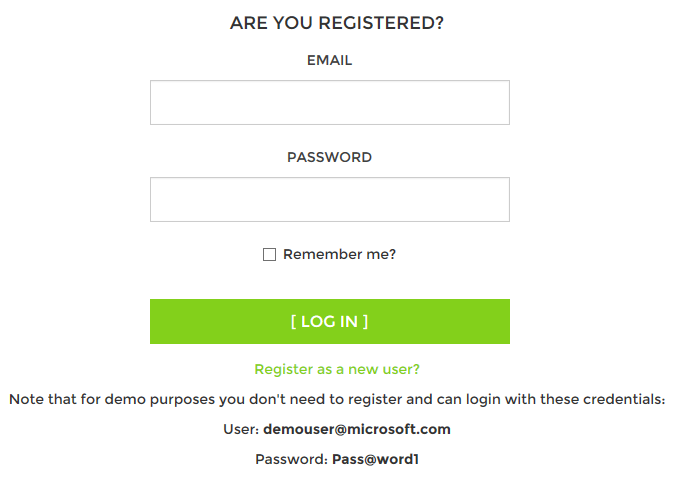 ARE YOU REGISTERED?
EMAIL
PASSWORD
Remember me?
[ LOG IN ]
Register as a new user?
Note that for demo purposes you don't need to register and can login with these credentials:
User: demouser@microsoft.com
Password: Pass@word1